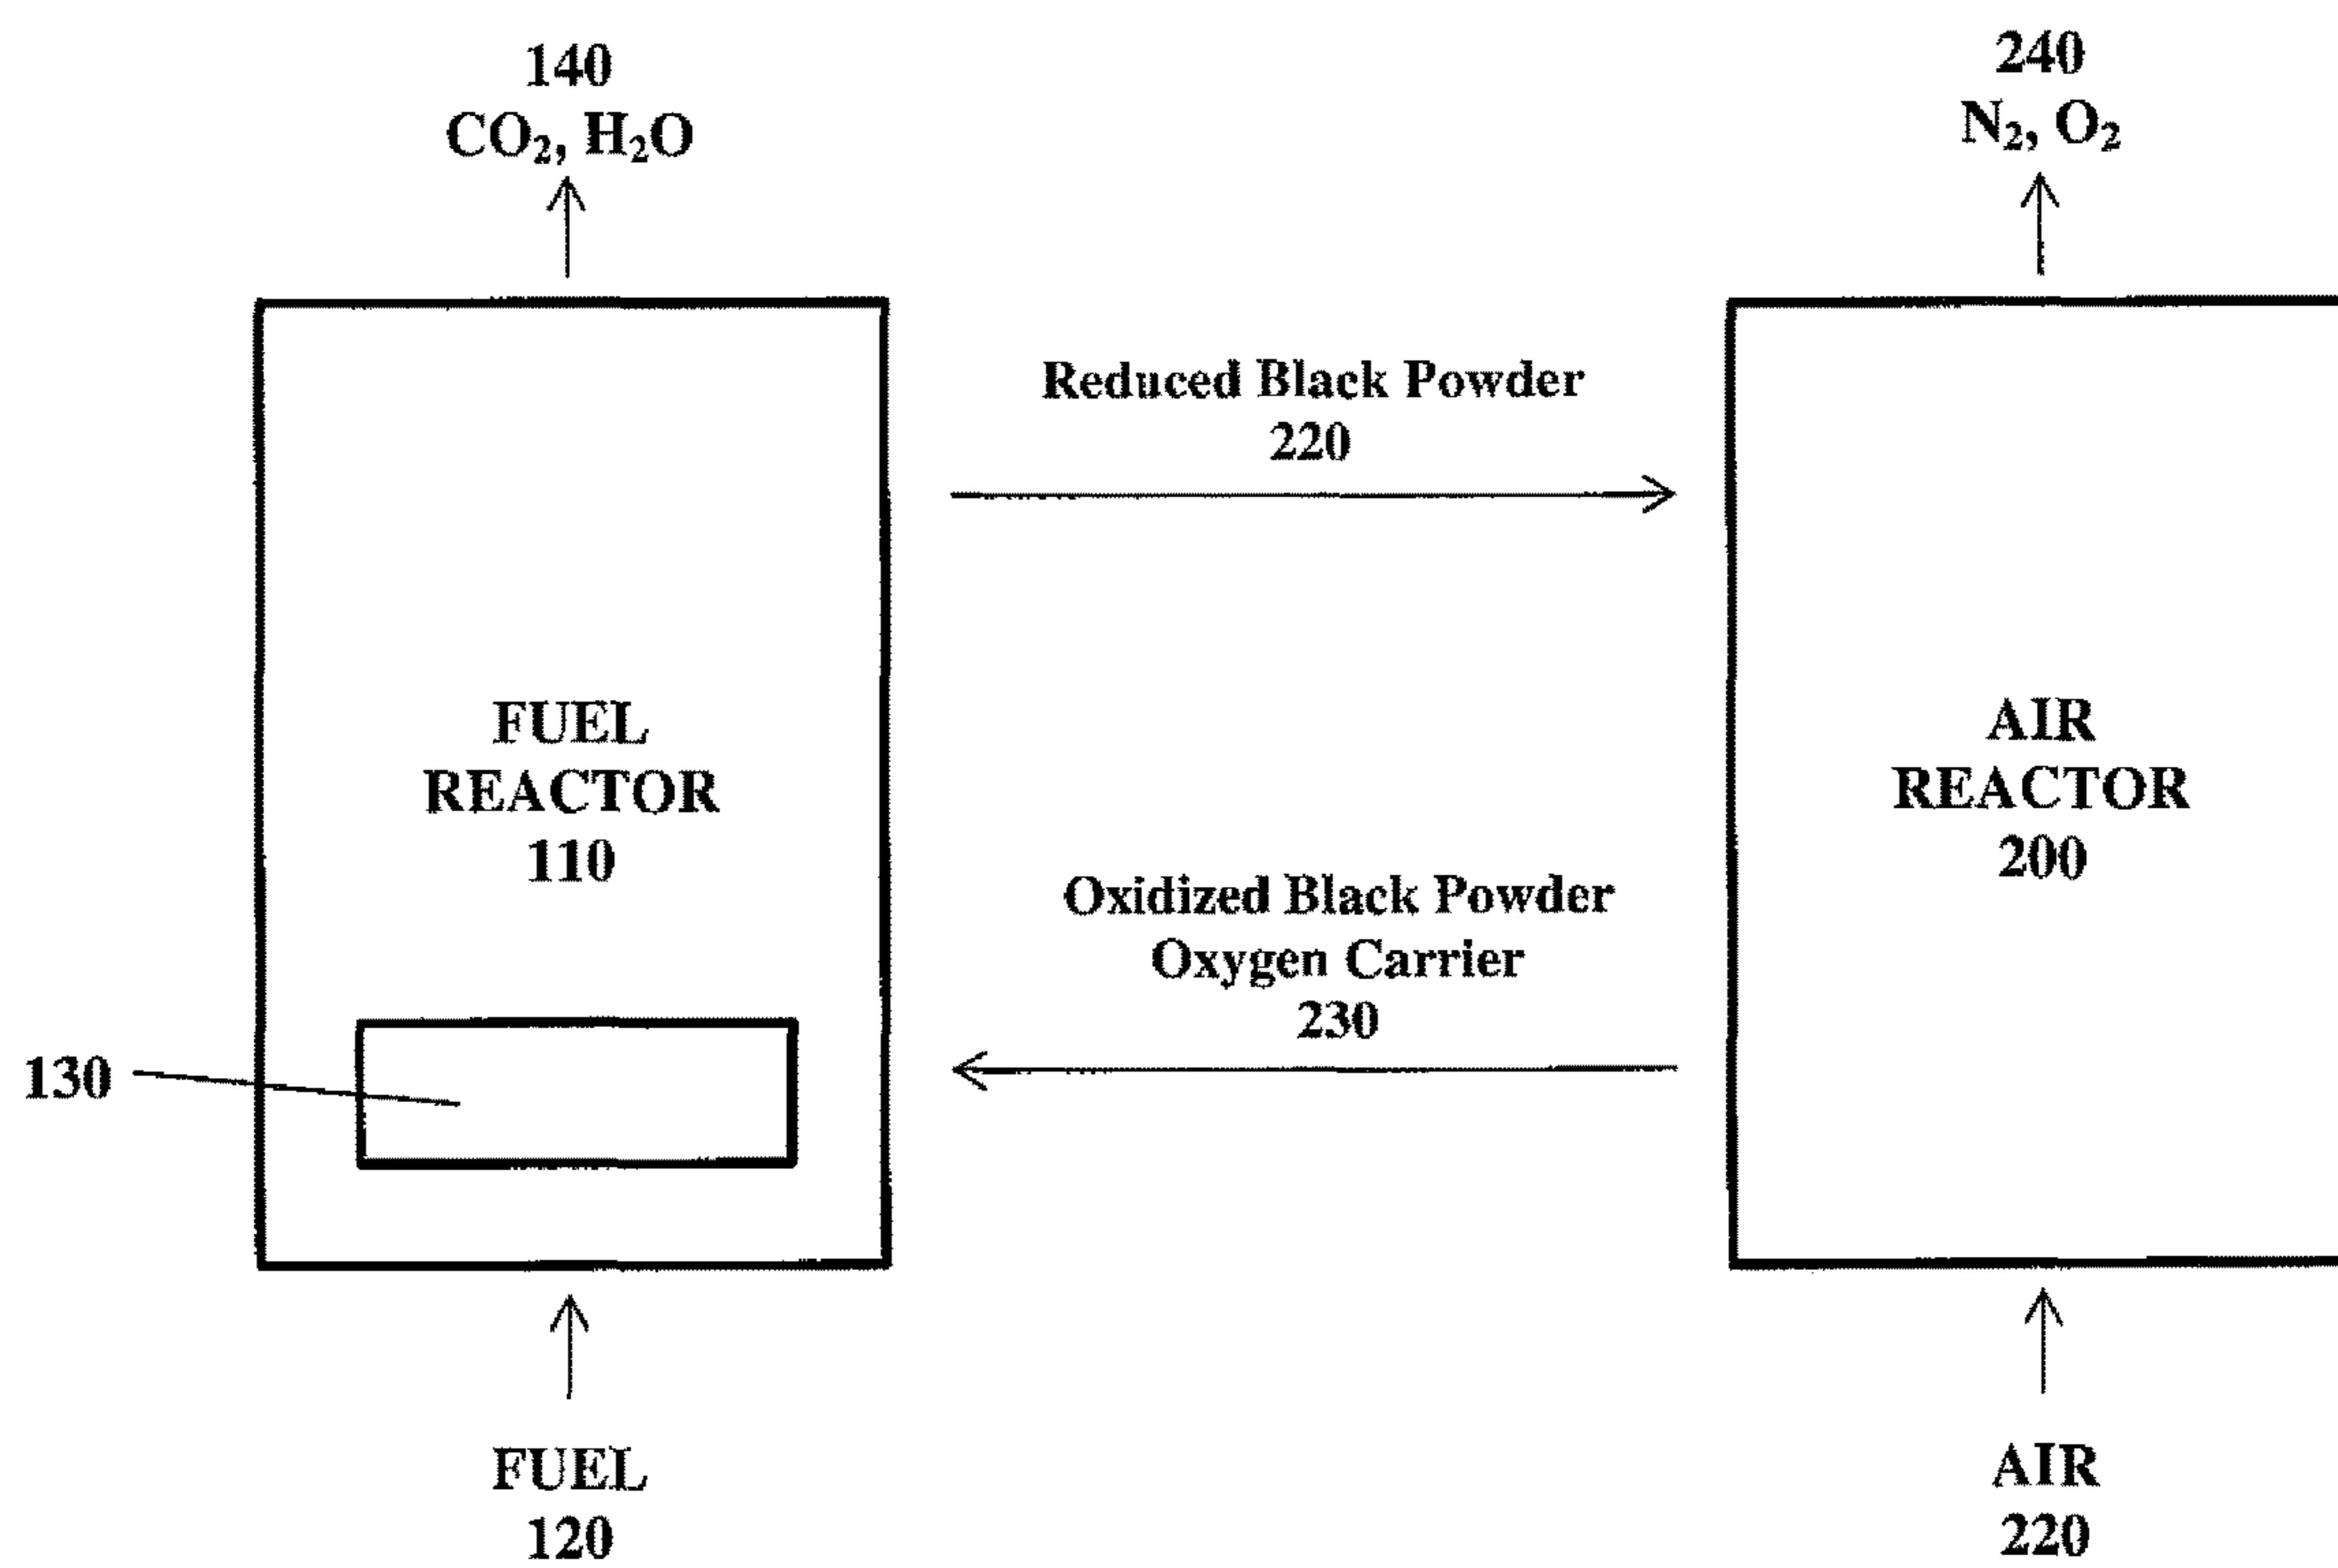 140
CO₂, H₂O
240
N₂, O₂
Reduced Black Powder
220
FUEL
REACTOR
110
AIR
REACTOR
200
Oxidized Black Powder
Oxygen Carrier
230
130
FUEL
120
AIR
220